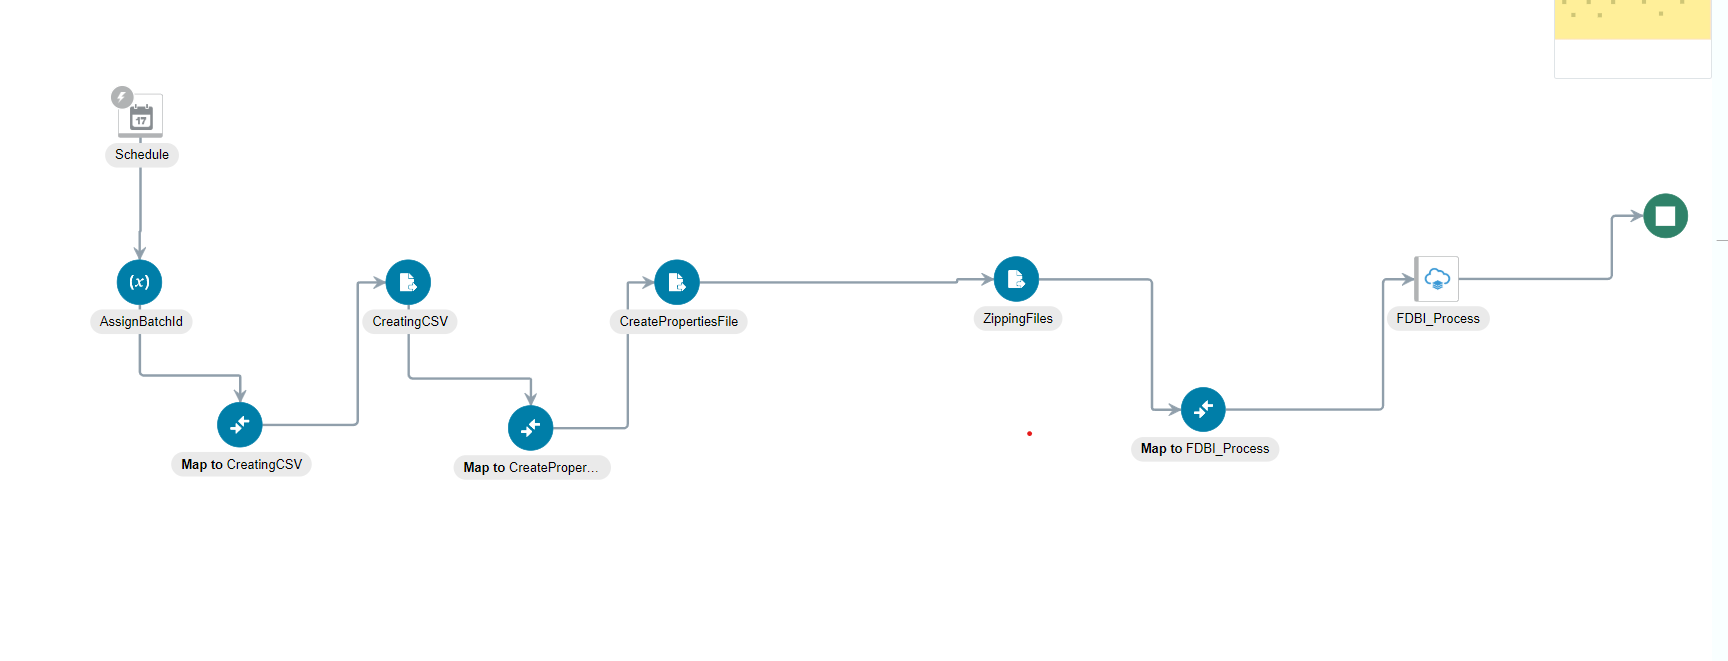 17
Schedule
(x)
AssignBatchId
CreatingCSV
CreatePropertiesFile
ZippingFiles
FDBI_Process
Map to CreatingCSV
Map to CreateProper...
Map to FDBI_Process